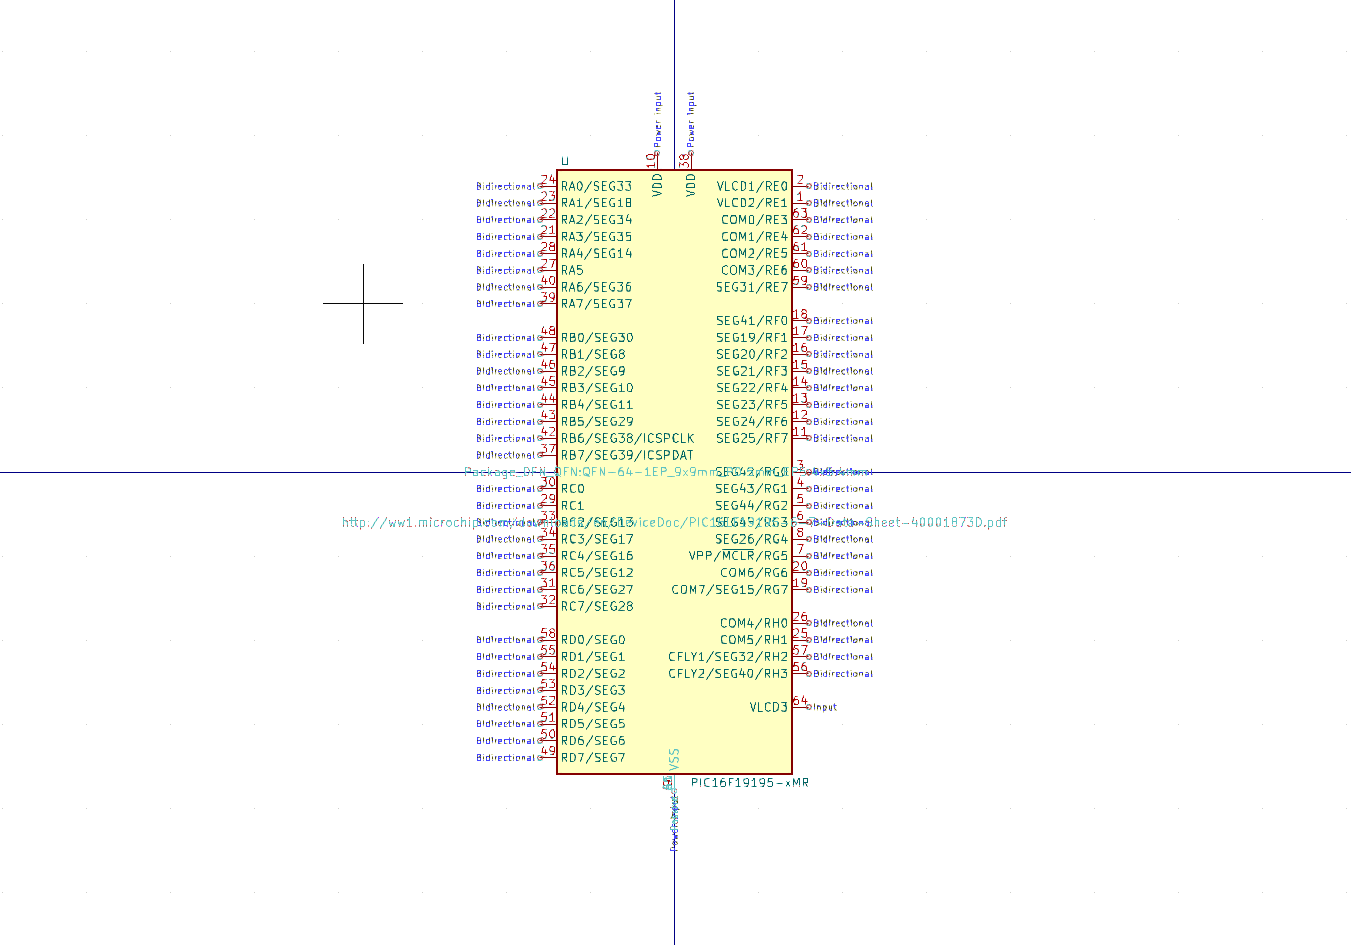 Power Input Power Input
10 38
U
VDD VDD
Bidirectional 24 RA0/SEG33 VLCD1/RE0 2 Bidirectional
Bidirectional 23 RA1/SEG18 VLCD2/RE1 1 Bidirectional
Bidirectional 22 RA2/SEG34 COM0/RE3 63 Bidirectional
Bidirectional 21 RA3/SEG35 COM1/RE4 62 Bidirectional
Bidirectional 28 RA4/SEG14 COM2/RE5 61 Bidirectional
Bidirectional 27 RA5 COM3/RE6 60 Bidirectional
Bidirectional 40 RA6/SEG36 SEG31/RE7 59 Bidirectional
Bidirectional 39 RA7/SEG37
SEG41/RF0 18 Bidirectional
Bidirectional 48 RB0/SEG30 SEG19/RF1 17 Bidirectional
Bidirectional 47 RB1/SEG8 SEG20/RF2 16 Bidirectional
Bidirectional 46 RB2/SEG9 SEG21/RF3 15 Bidirectional
Bidirectional 45 RB3/SEG10 SEG22/RF4 14 Bidirectional
Bidirectional 44 RB4/SEG11 SEG23/RF5 13 Bidirectional
Bidirectional 43 RB5/SEG29 SEG24/RF6 12 Bidirectional
Bidirectional 42 RB6/SEG38/ICSPCLK SEG25/RF7 11 Bidirectional
Bidirectional 37 RB7/SEG39/ICSPDAT
Package_DFN_QFN:QFN-64-1EP_9x9mm SEG42/RG0 3 Bidirectional
Bidirectional 30 RC0 SEG43/RG1 4 Bidirectional
Bidirectional 29 RC1 SEG44/RG2 5 Bidirectional
http://ww1.microchip.com/downloads/en/DeviceDoc/ Sheet-40001873D.pdf
Bidirectional 33 RC2/SEG13 SEG45/RG3 6 Bidirectional
Bidirectional 34 RC3/SEG17 SEG26/RG4 8 Bidirectional
Bidirectional 35 RC4/SEG16 VPP/MCLR/RG5 7 Bidirectional
Bidirectional 36 RC5/SEG12 COM6/RG6 20 Bidirectional
Bidirectional 31 RC6/SEG27 COM7/SEG15/RG7 19 Bidirectional
Bidirectional 32 RC7/SEG28
COM4/RH0 26 Bidirectional
Bidirectional 58 RD0/SEG0 COM5/RH1 25 Bidirectional
Bidirectional 55 RD1/SEG1 CFLY1/SEG32/RH2 57 Bidirectional
Bidirectional 54 RD2/SEG2 CFLY2/SEG40/RH3 56 Bidirectional
Bidirectional 53 RD3/SEG3
Bidirectional 52 RD4/SEG4 VLCD3 64 Input
Bidirectional 51 RD5/SEG5
Bidirectional 50 RD6/SEG6
Bidirectional 49 RD7/SEG7
VSS
PIC16F19195-xMR